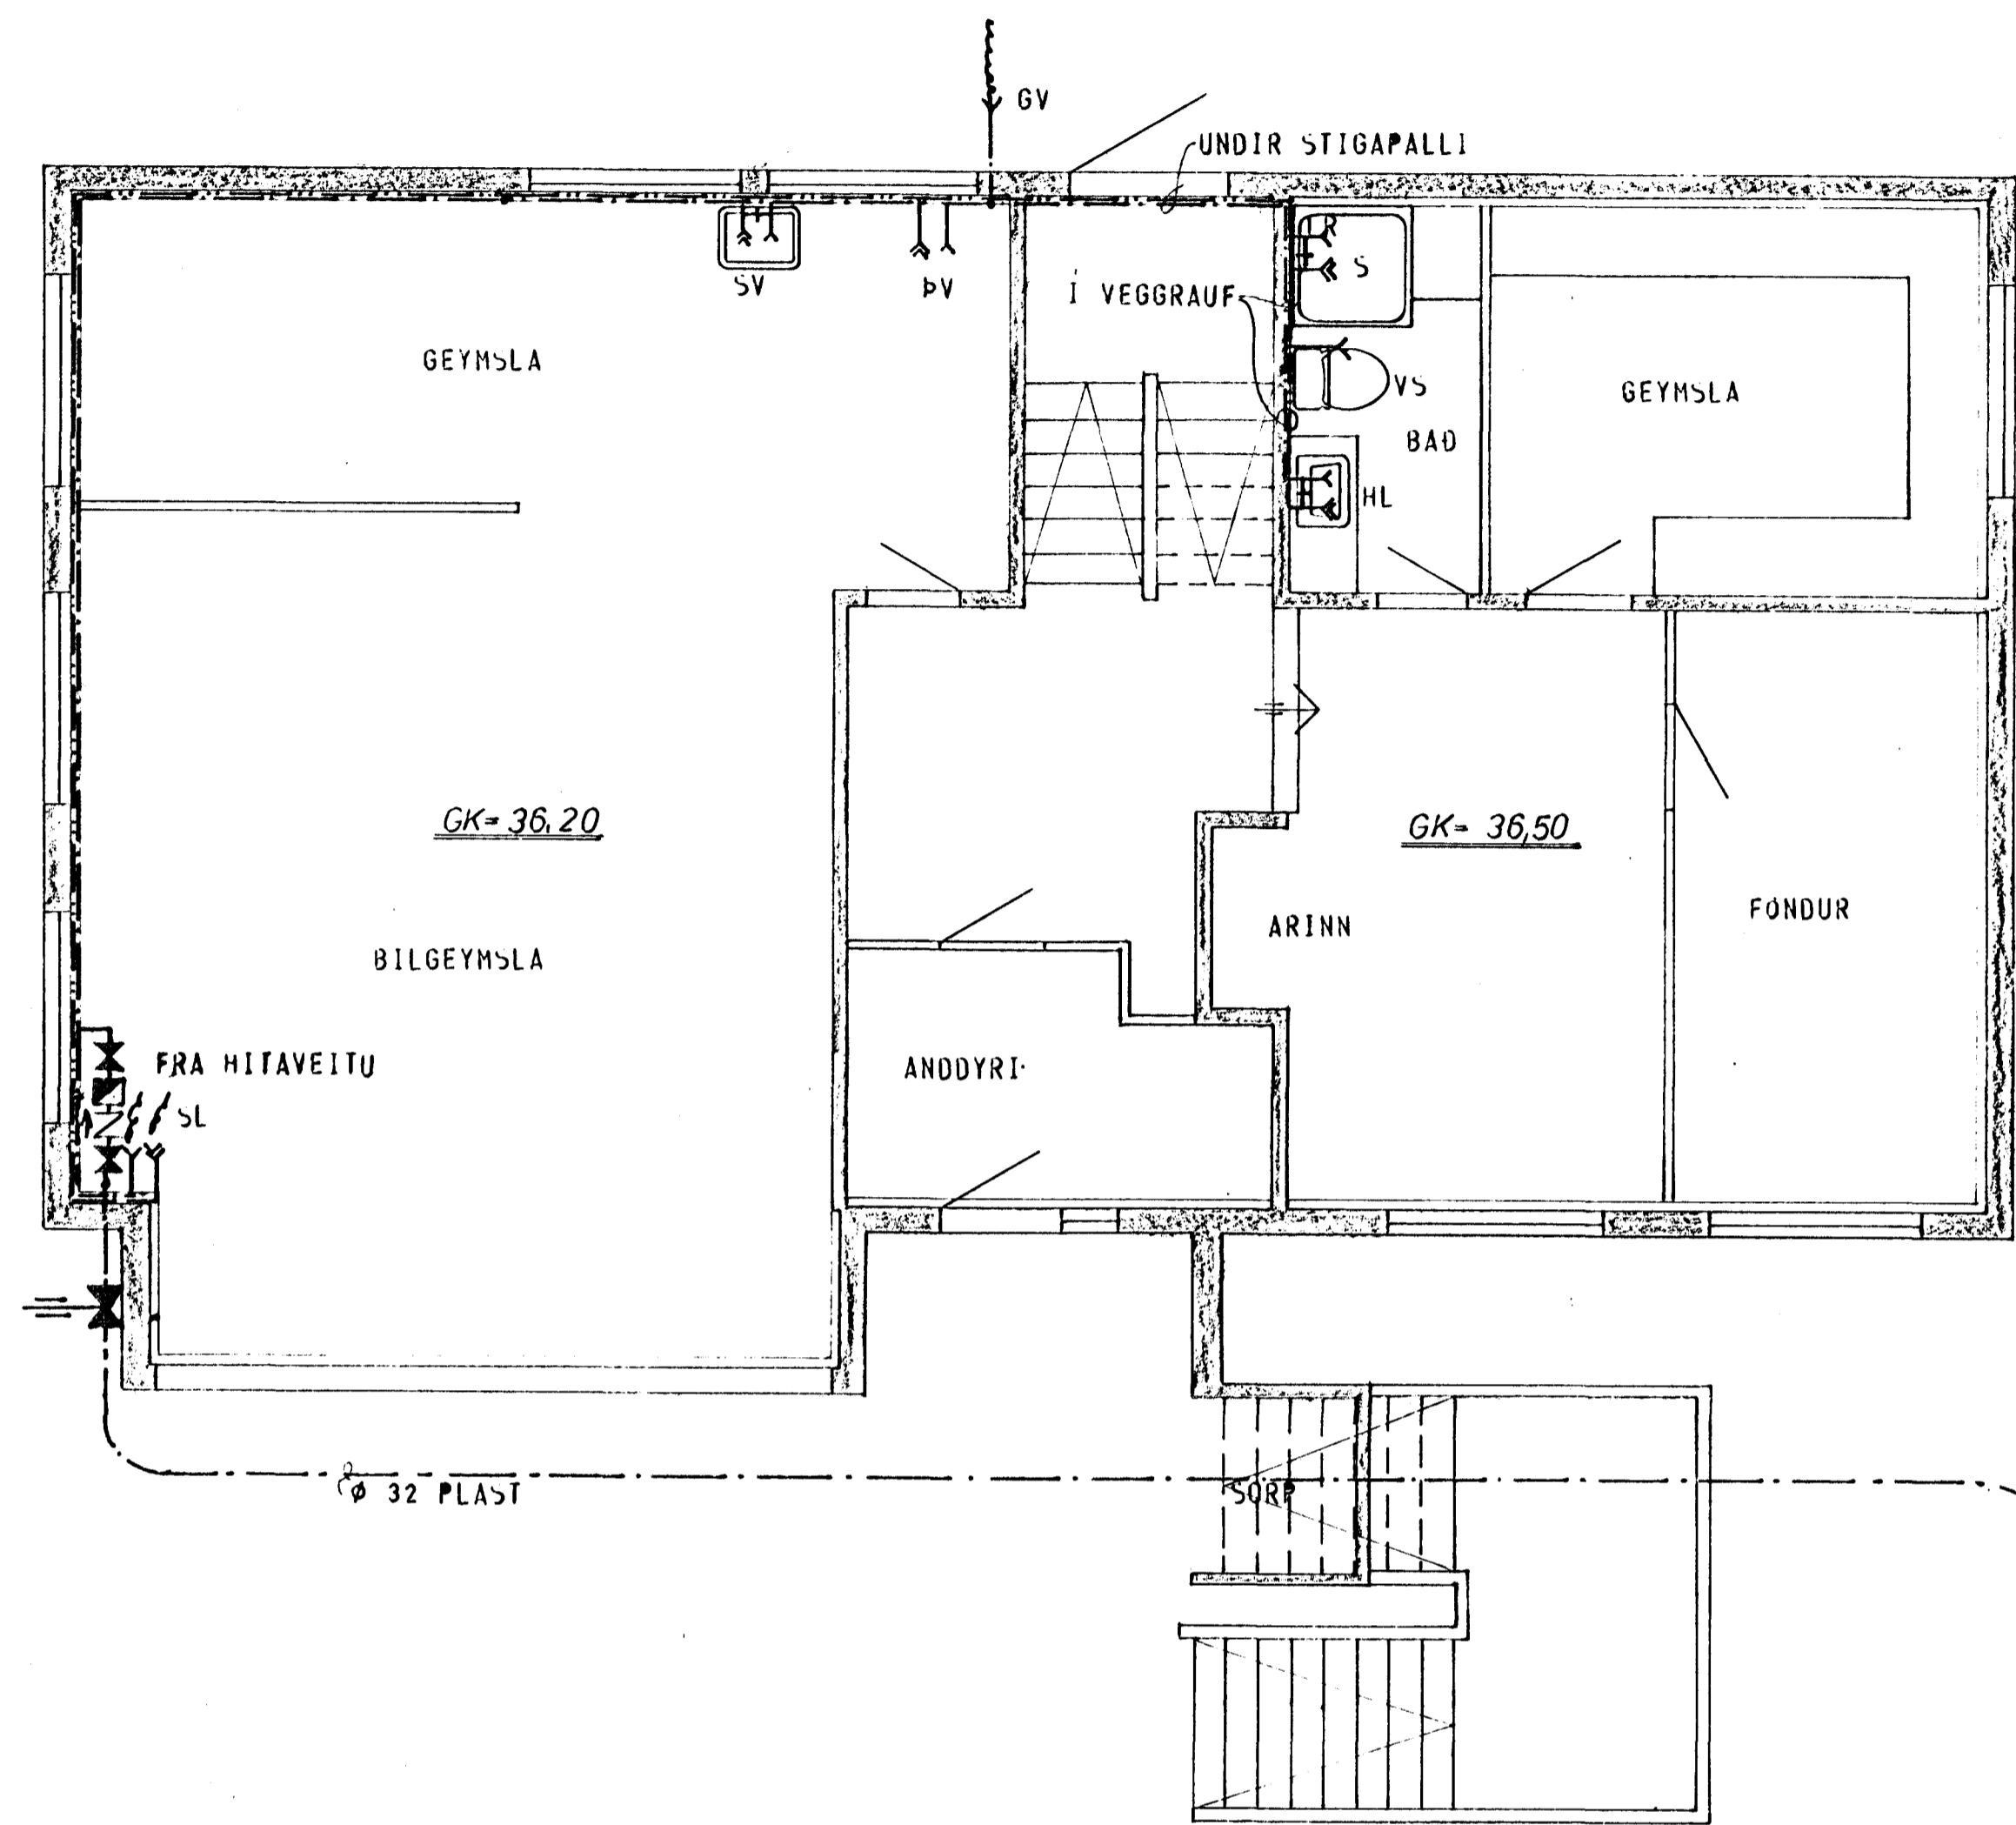 GV
UNDIR STIGAPALLI
R
S
SV
ÞV
Í VEGGRAUF
GEYMSLA
VS
GEYMSLA
BAÐ
HL
GK= 36.20
GK= 36,50
FÖNDUR
ARINN
BILGEYMSLA
FRA HITAVEITU
ANDDYRI
SL
Ø 32 PLAST
SORP